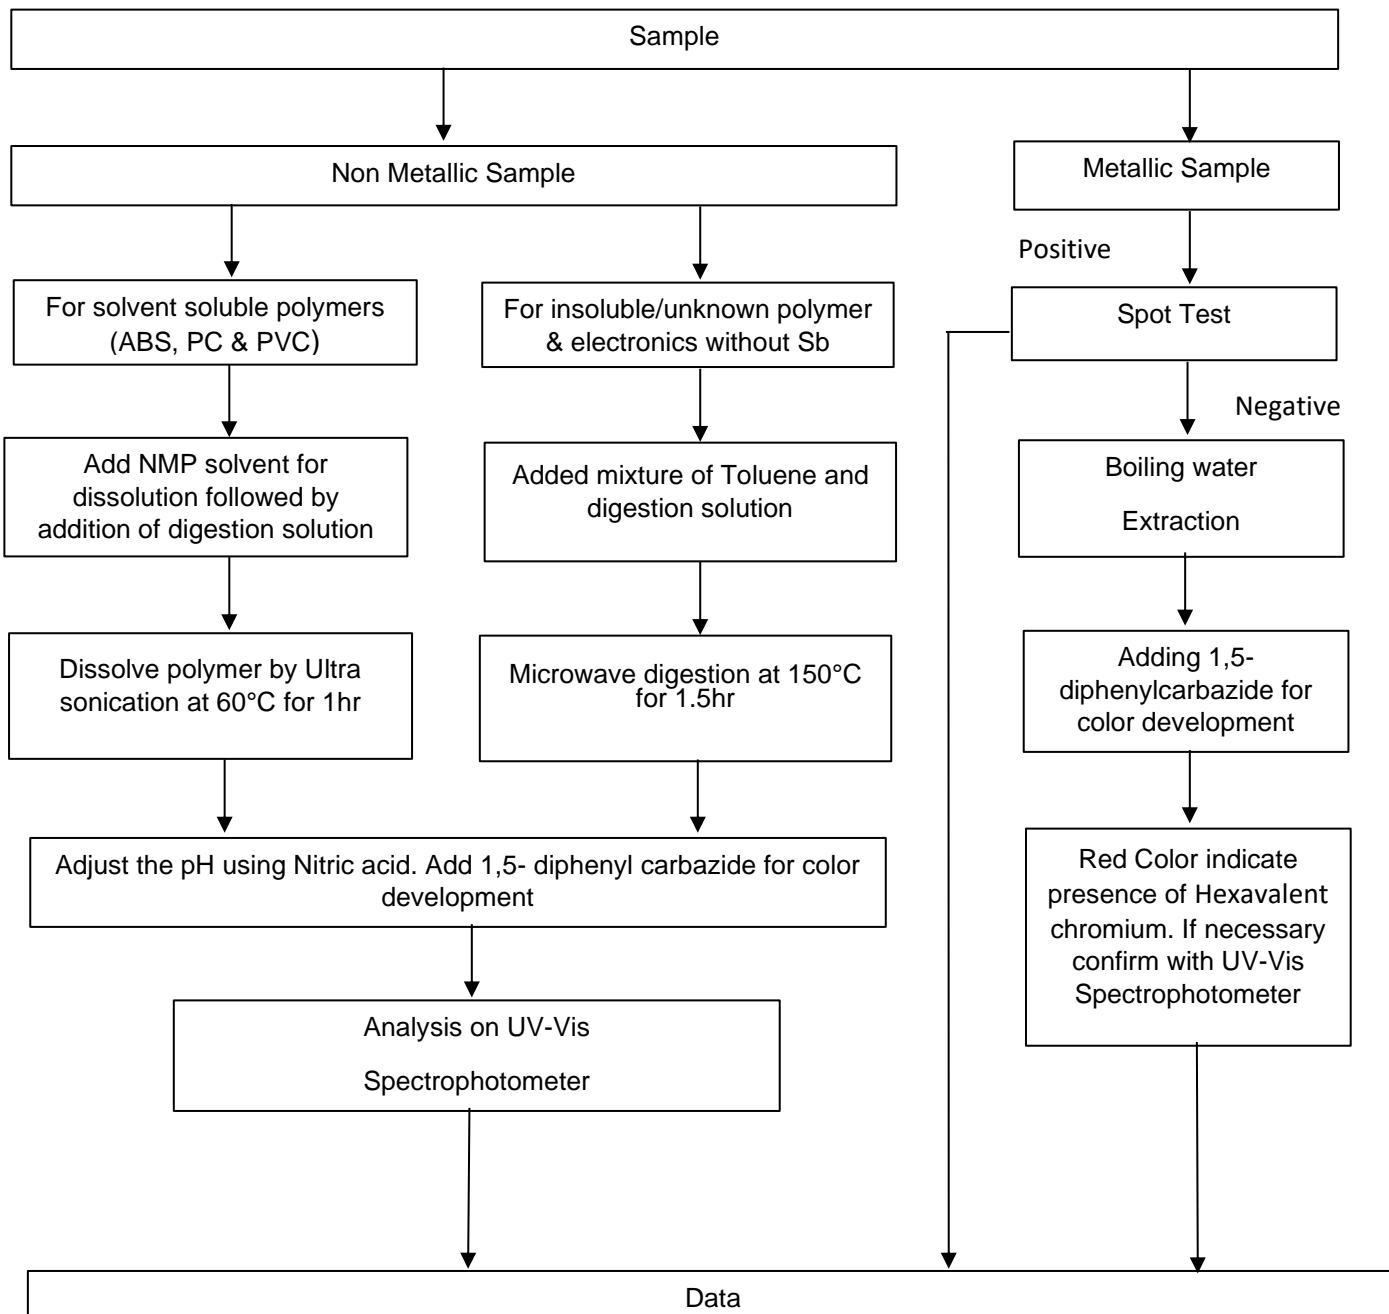 Sample
Non Metallic Sample
Metallic Sample
Positive
For solvent soluble polymers
(ABS, PC & PVC)
For insoluble/unknown polymer
& electronics without Sb
Spot Test
Negative
Add NMP solvent for
dissolution followed by
addition of digestion solution
Added mixture of Toluene and
digestion solution
Boiling water
Extraction
Dissolve polymer by Ultra
sonication at 60°C for 1hr
Microwave digestion at 150°C
for 1.5hr
Adding 1,5-
diphenylcarbazide for
color development
Adjust the pH using Nitric acid. Add 1,5- diphenyl carbazide for color
development
Red Color indicate
presence of Hexavalent
chromium. If necessary
confirm with UV-Vis
Spectrophotometer
Analysis on UV-Vis
Spectrophotometer
Data